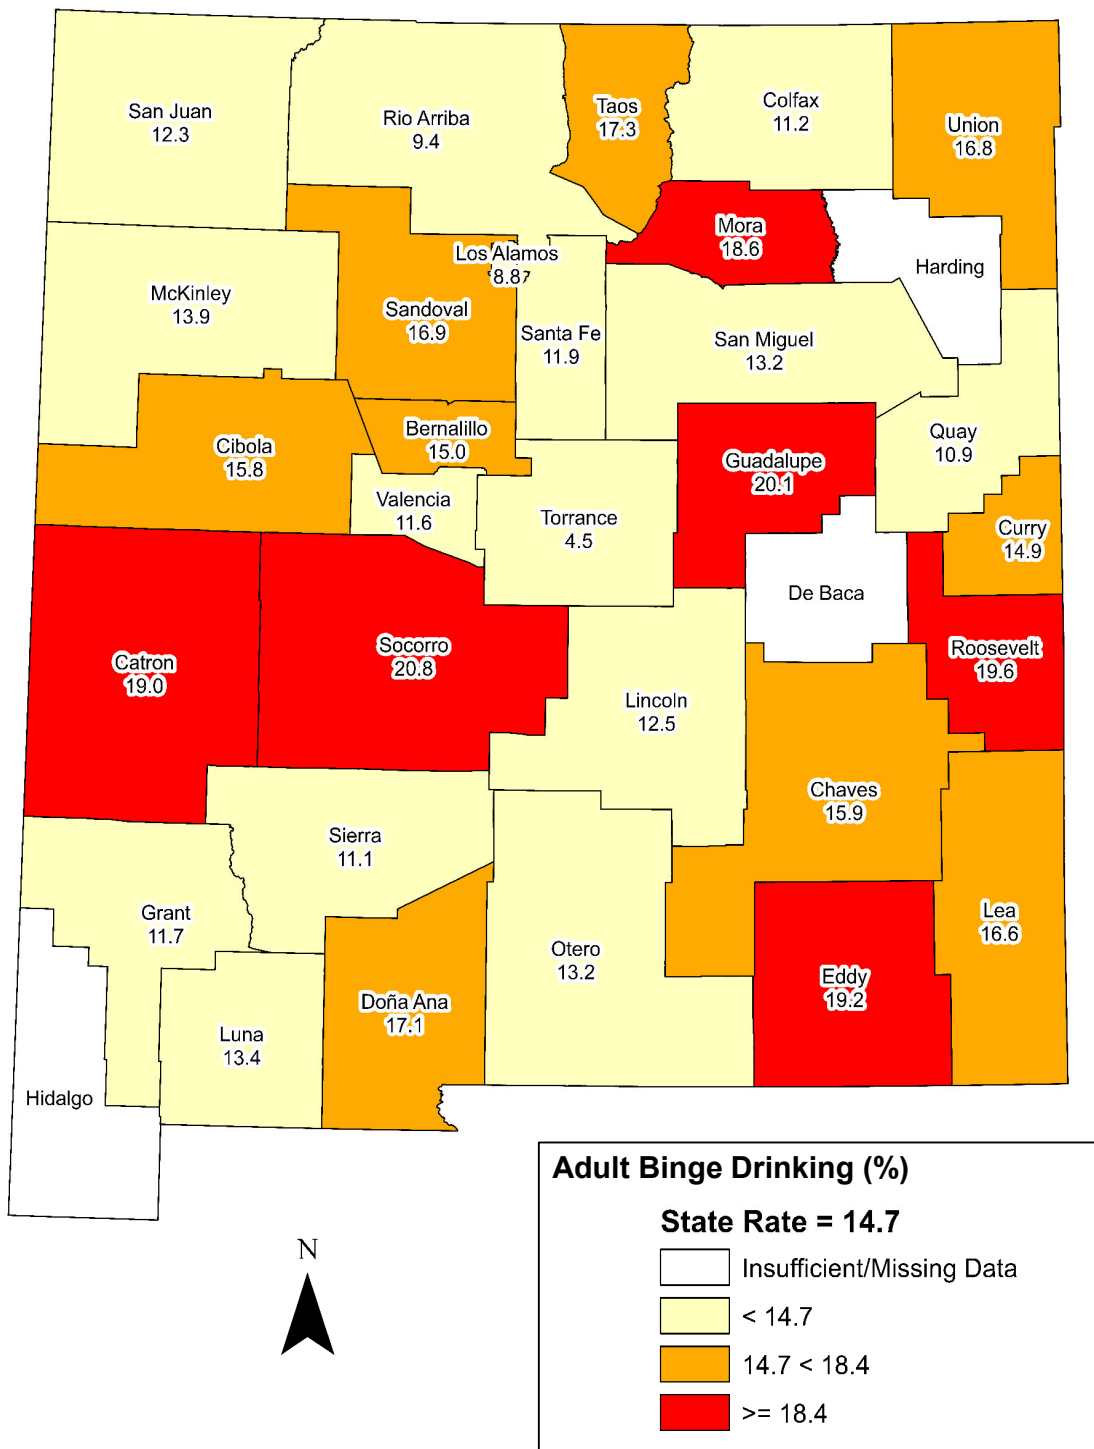 San Juan
12.3
Rio Arriba
9.4
Taos
17.3
Colfax
11.2
Union
16.8
Mora
18.6
Harding
Los Alamos
8.8
McKinley
13.9
Sandoval
16.9
Santa Fe
11.9
San Miguel
13.2
Cibola
15.8
Bernalillo
15.0
Guadalupe
20.1
Quay
10.9
Valencia
11.6
Torrance
4.5
Curry
14.9
De Baca
Catron
19.0
Socorro
20.8
Roosevelt
19.6
Lincoln
12.5
Chaves
15.9
Sierra
11.1
Grant
11.7
Otero
13.2
Lea
16.6
Eddy
19.2
Doña Ana
17.1
Luna
13.4
Hidalgo
N
Adult Binge Drinking (%)
State Rate = 14.7
Insufficient/Missing Data
< 14.7
14.7 < 18.4
>= 18.4